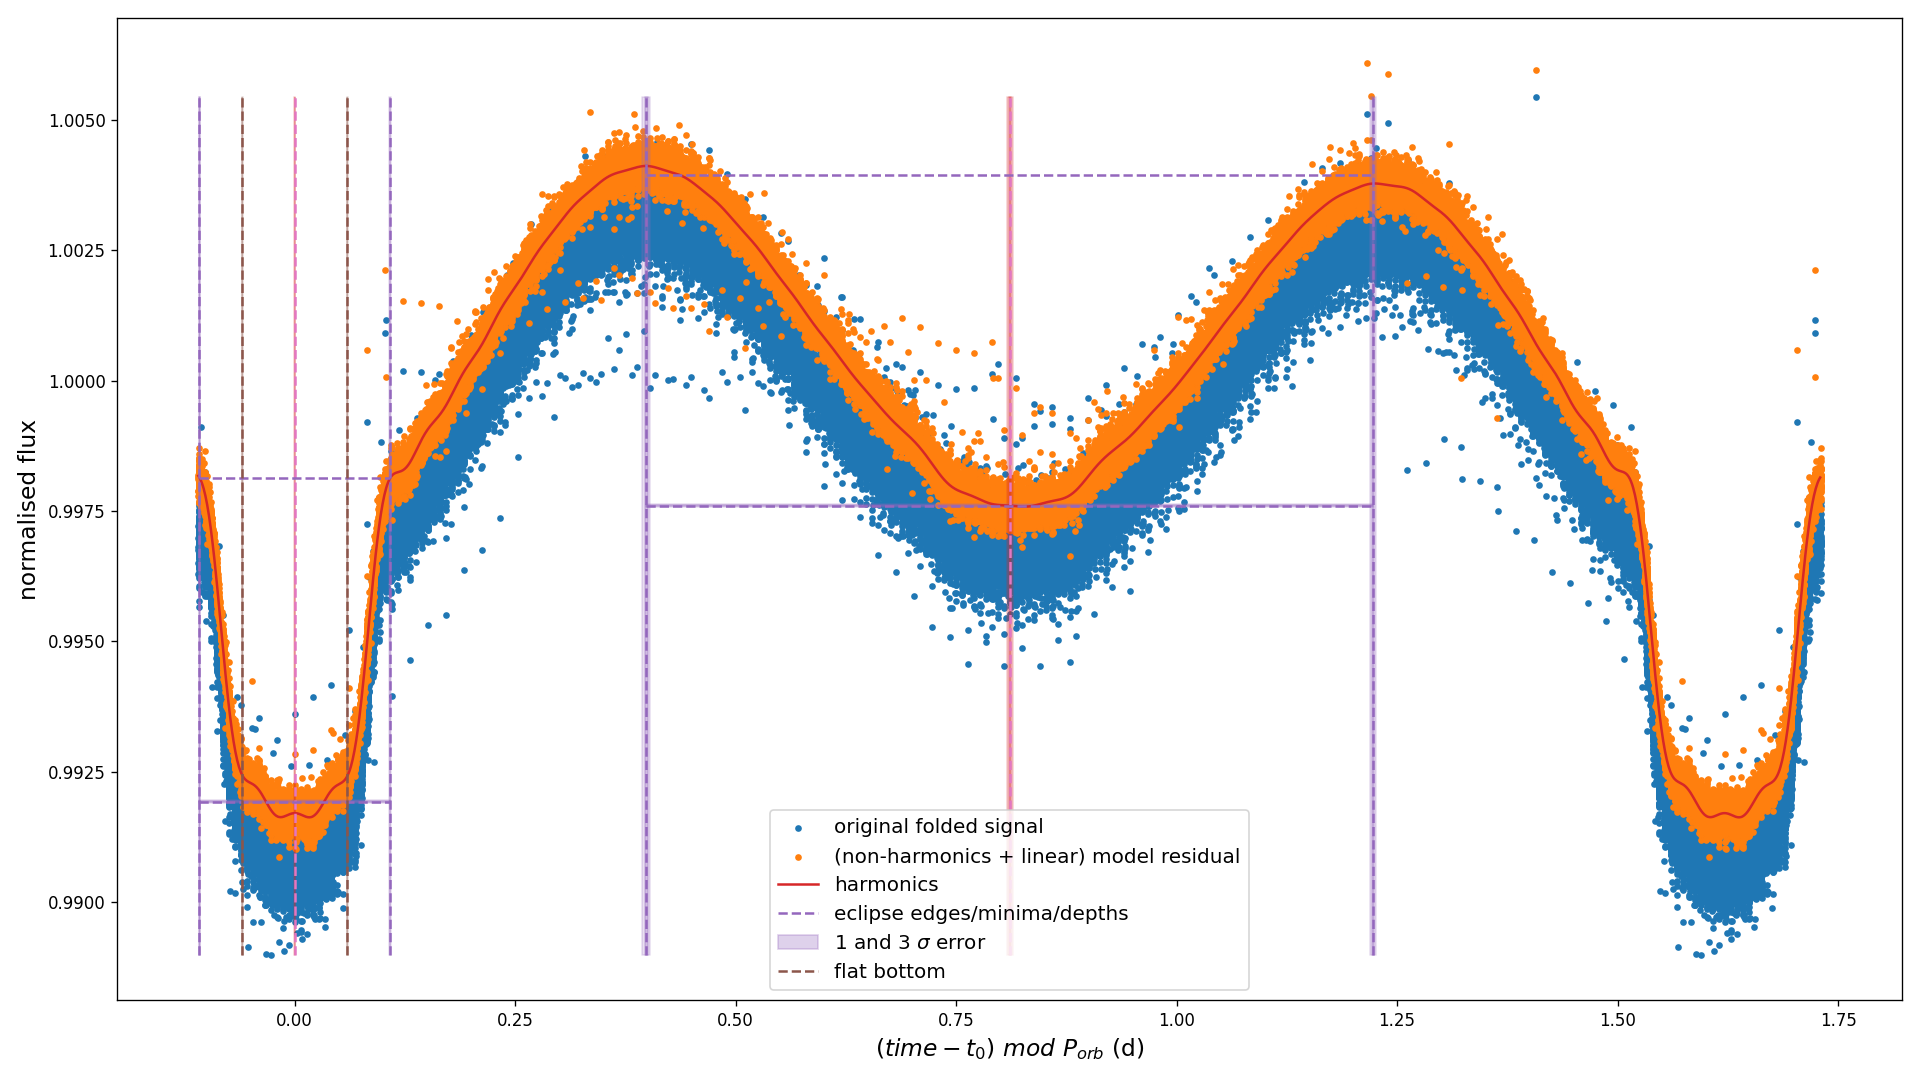 normalised flux
1.0050
1.0025
1.0000
0.9975
0.9950
0.9925
0.9900
original folded signal
(non-harmonics + linear) model residual
harmonics
eclipse edges/minima/depths
1 and 3 σ error
flat bottom
0.00 0.25 0.50 0.75 1.00 1.25 1.50 1.75
(time − t₀) mod P_orb (d)